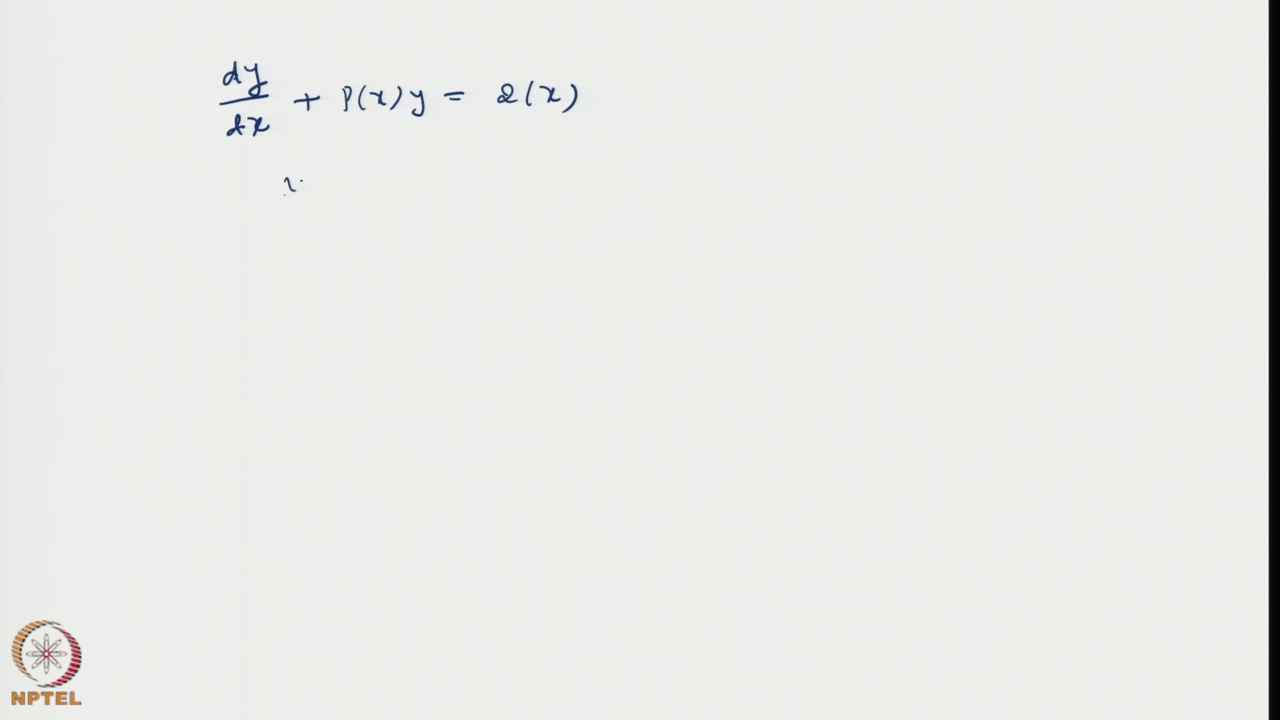 dy/dx + P(x) y = Q(x)
NPTEL